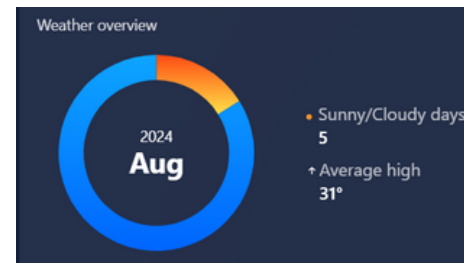 Weather overview
2024
Aug
Sunny/Cloudy days
5
Average high
31°